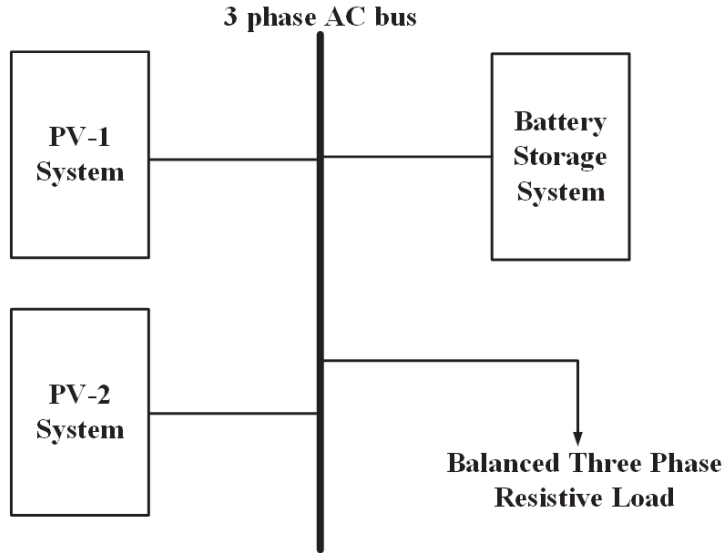 3 phase AC bus
PV-1
System
Battery
Storage
System
PV-2
System
Balanced Three Phase
Resistive Load